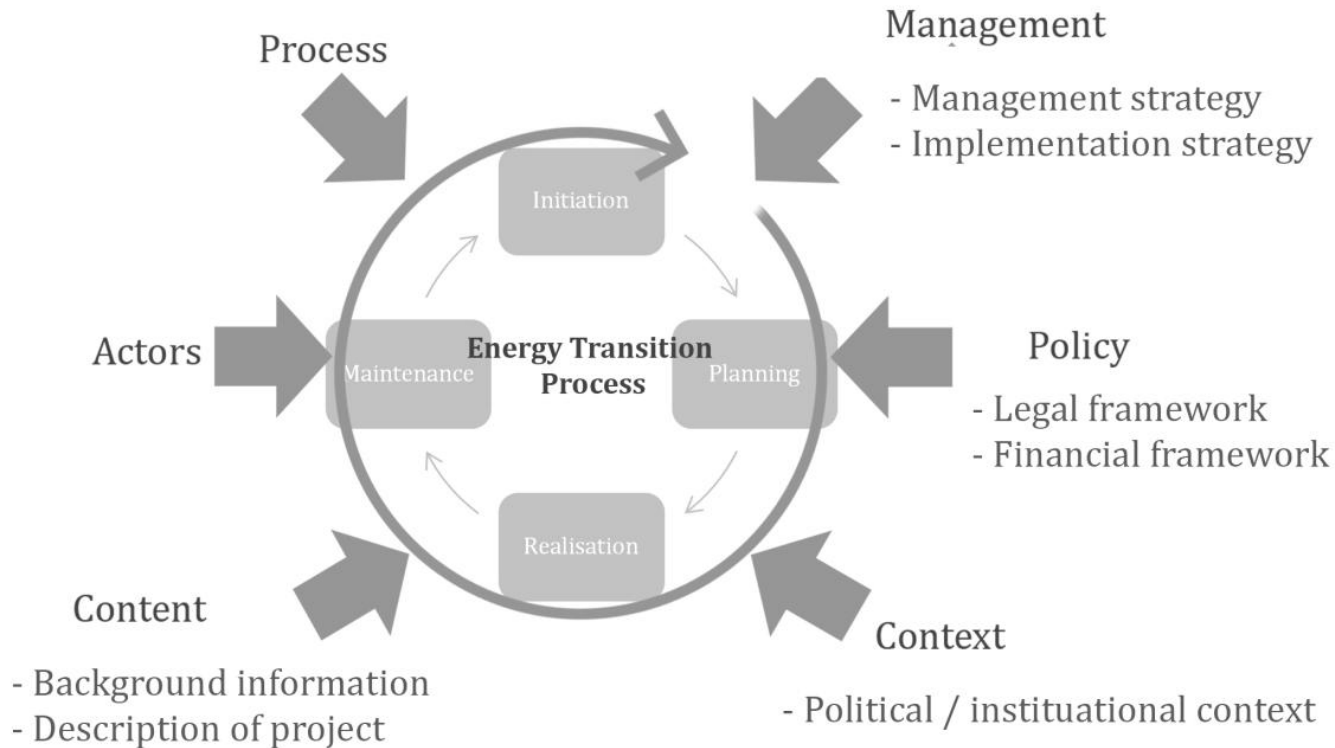 Management
Process
- Management strategy
- Implementation strategy
Initiation
Actors
Maintenance
Energy Transition
Process
Planning
Policy
- Legal framework
- Financial framework
Realisation
Content
- Background information
- Description of project
Context
- Political / instituational context